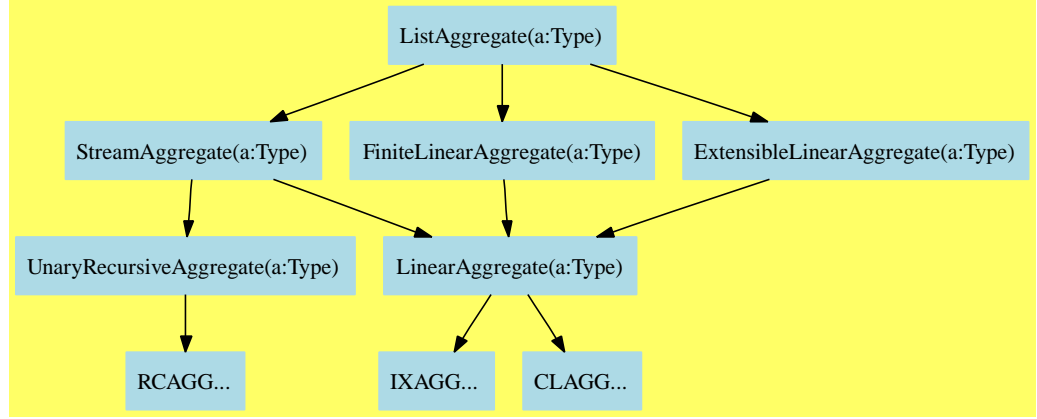 ListAggregate(a:Type)
StreamAggregate(a:Type)
FiniteLinearAggregate(a:Type)
ExtensibleLinearAggregate(a:Type)
UnaryRecursiveAggregate(a:Type)
LinearAggregate(a:Type)
RCAGG...
IXAGG...
CLAGG...